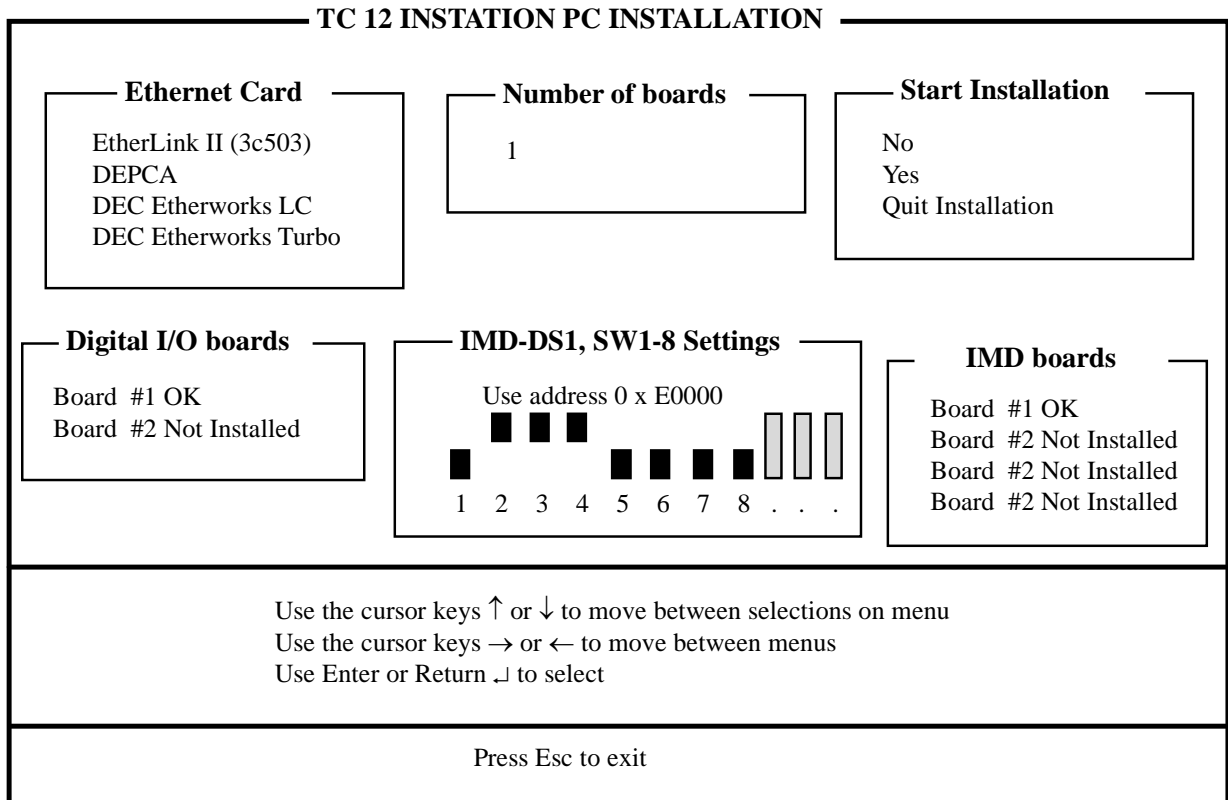 TC 12 INSTATION PC INSTALLATION
Ethernet Card
EtherLink II (3c503)
DEPCA
DEC Etherworks LC
DEC Etherworks Turbo
Number of boards
1
Start Installation
No
Yes
Quit Installation
Digital I/O boards
Board #1 OK
Board #2 Not Installed
IMD-DS1, SW1-8 Settings
Use address 0 x E0000
1 2 3 4 5 6 7 8 . . .
IMD boards
Board #1 OK
Board #2 Not Installed
Board #2 Not Installed
Board #2 Not Installed
Use the cursor keys ↑ or ↓ to move between selections on menu
Use the cursor keys → or ← to move between menus
Use Enter or Return ↵ to select
Press Esc to exit